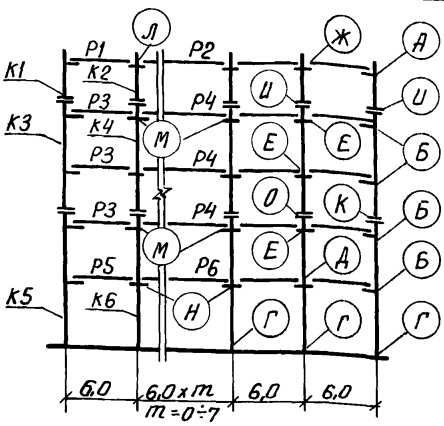 Л
Р1
Р2
Ж
А
К1
К2
И
И
Р3
Р4
К3
К4
М
Е
Е
Б
Р3
Р4
О
К
Б
Р3
Р4
М
Е
Д
Б
Р5
Р6
К5
К6
Н
Г
Г
Г
6,0
6,0 x m
6,0
6,0
m = 0÷7